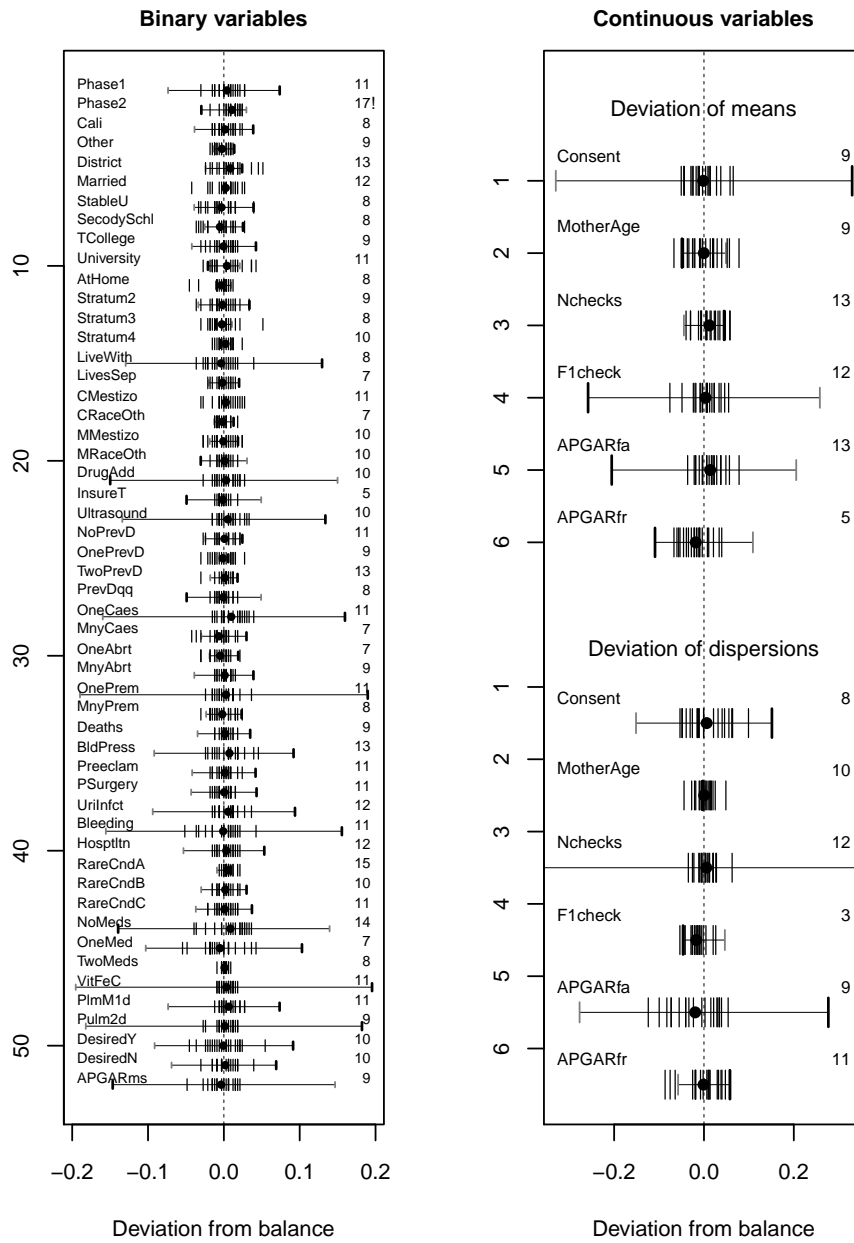 Binary variables
Phase1 11
Phase2 17!
Cali 8
Other 9
District 13
Married 12
StableU 8
SecodySchl 8
TCollege 9
University 11
AtHome 8
Stratum2 9
Stratum3 8
Stratum4 10
LiveWith 8
LivesSep 7
CMestizo 11
CRaceOth 7
MMestizo 10
MRaceOth 10
DrugAdd 10
InsureT 5
Ultrasound 10
NoPrevD 11
OnePrevD 9
TwoPrevD 13
PrevDqq 8
OneCaes 11
MnyCaes 7
OneAbrt 7
MnyAbrt 9
OnePrem 11
MnyPrem 8
Deaths 9
BldPress 13
Preeclam 11
PSurgery 11
UriInfct 12
Bleeding 11
Hosptltn 12
RareCndA 15
RareCndB 10
RareCndC 11
NoMeds 14
OneMed 7
TwoMeds 8
VitFeC 11
PlmM1d 11
Pulm2d 9
DesiredY 10
DesiredN 10
APGARms 9
10
20
30
40
50
−0.2 −0.1 0.0 0.1 0.2
Deviation from balance
Continuous variables
Deviation of means
Consent 9
1
MotherAge 9
2
Nchecks 13
3
F1check 12
4
APGARfa 13
5
APGARfr 5
6
Deviation of dispersions
1
Consent 8
2
MotherAge 10
3
Nchecks 12
4
F1check 3
5
APGARfa 9
6
APGARfr 11
−0.2 0.0 0.2
Deviation from balance